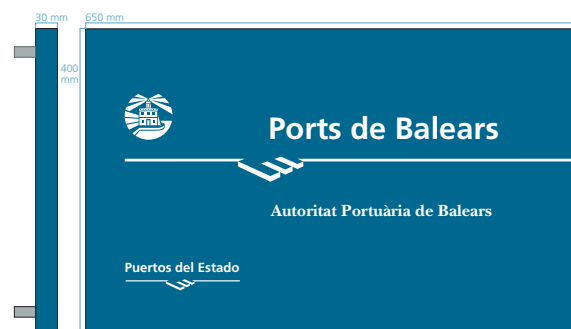 30 mm
650 mm
400
mm
Ports de Balears
Autoritat Portuària de Balears
Puertos del Estado